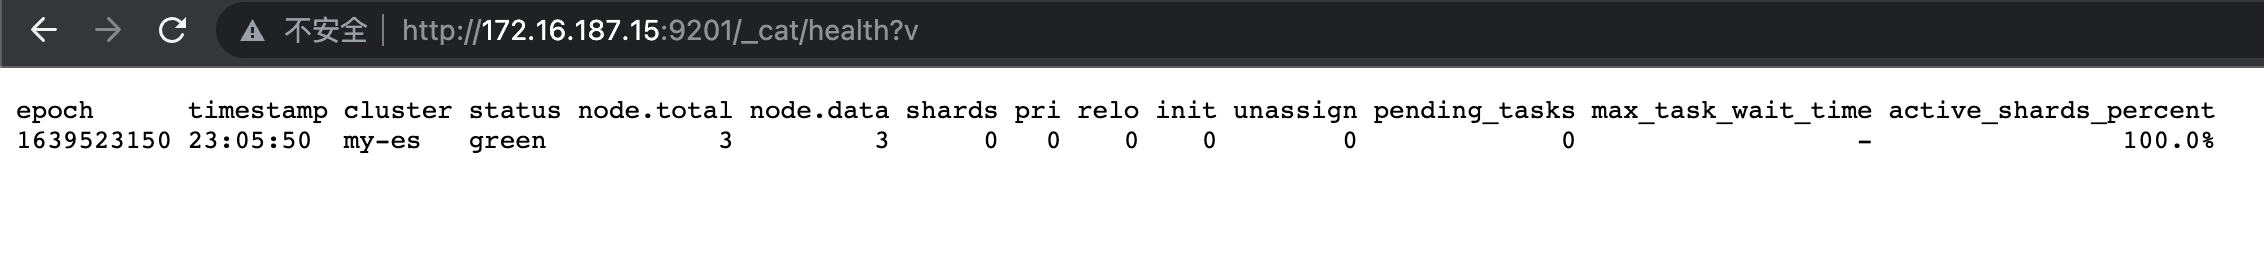 不安全 | http://172.16.187.15:9201/_cat/health?v
epoch timestamp cluster status node.total node.data shards pri relo init unassign pending_tasks max_task_wait_time active_shards_percent
1639523150 23:05:50 my-es green 3 3 0 0 0 0 0 0 - 100.0%